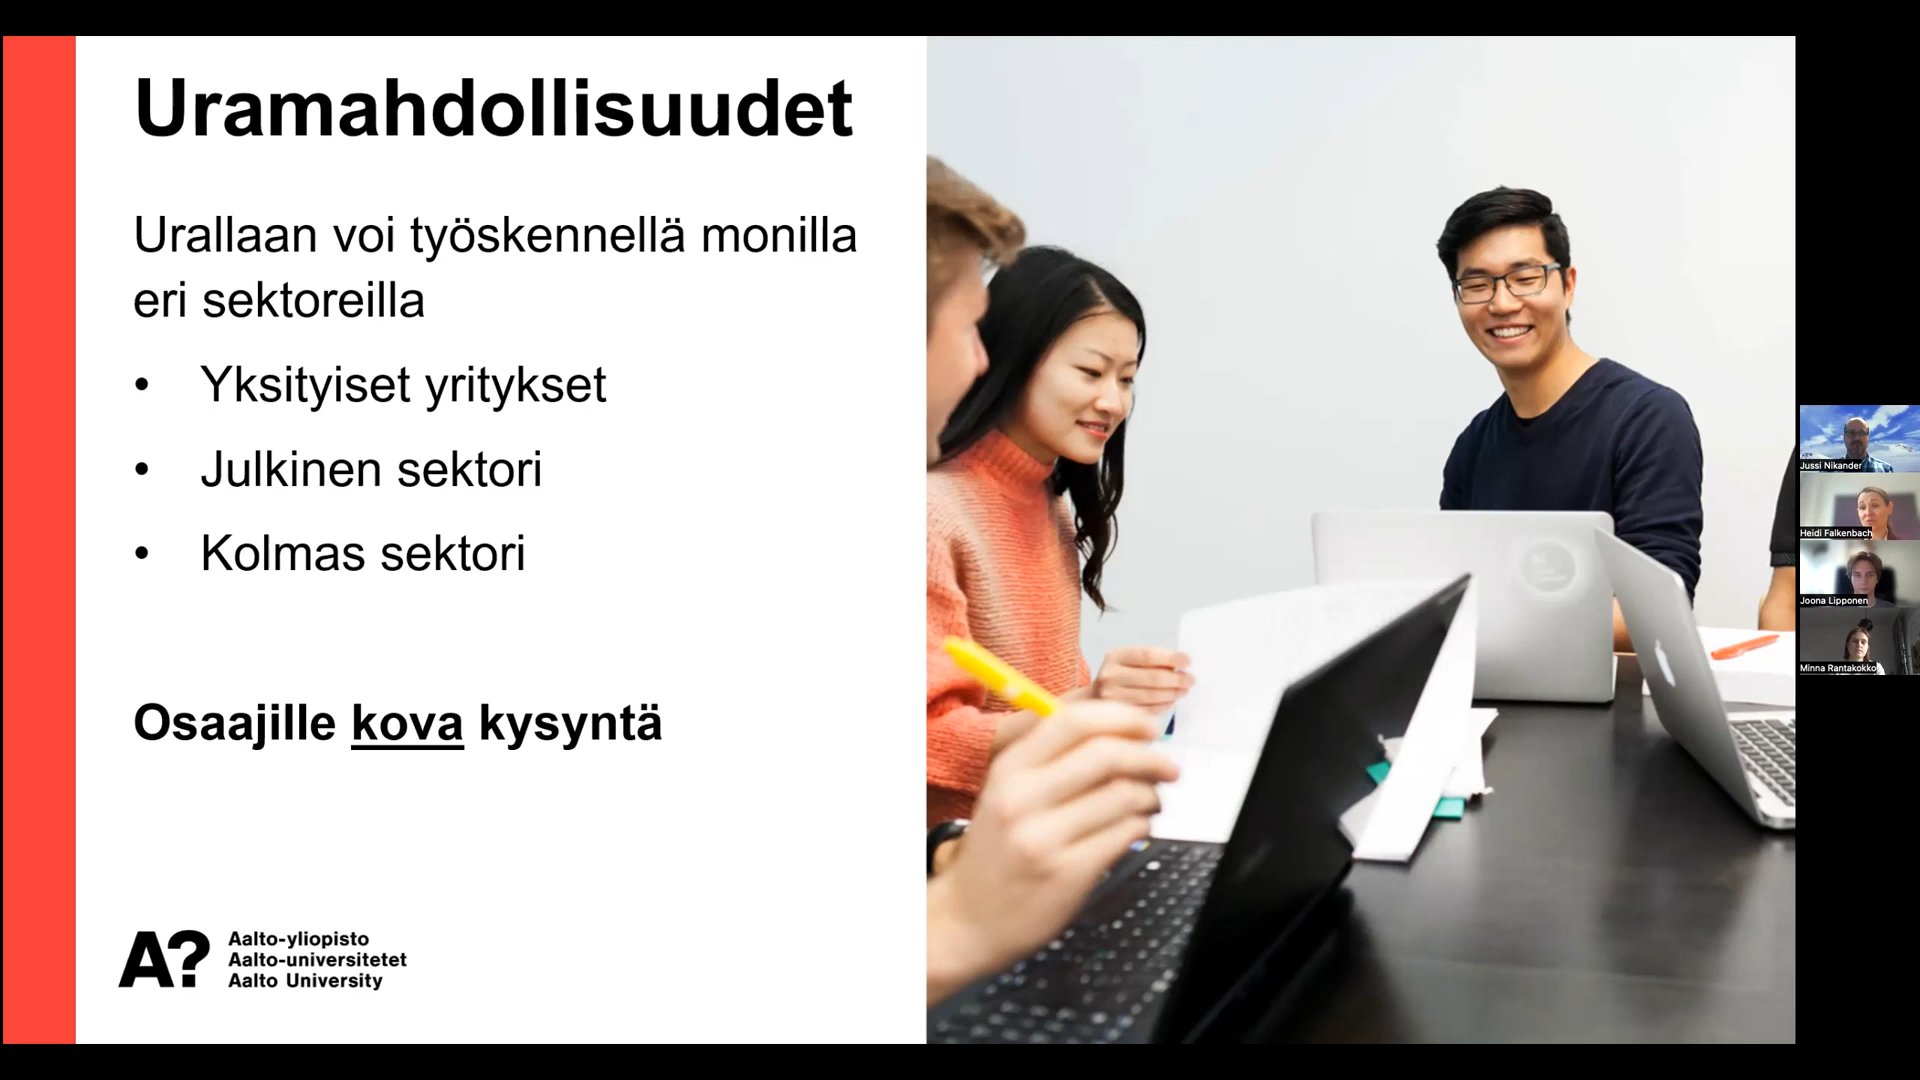 Uramahdollisuudet
Urallaan voi työskennellä monilla
eri sektoreilla
• Yksityiset yritykset
• Julkinen sektori
• Kolmas sektori
Osaajille kova kysyntä
A?
Aalto-yliopisto
Aalto-universitetet
Aalto University
Jussi Nikander
Heidi Falkenbach
Joona Lipponen
Minna Rantakokko